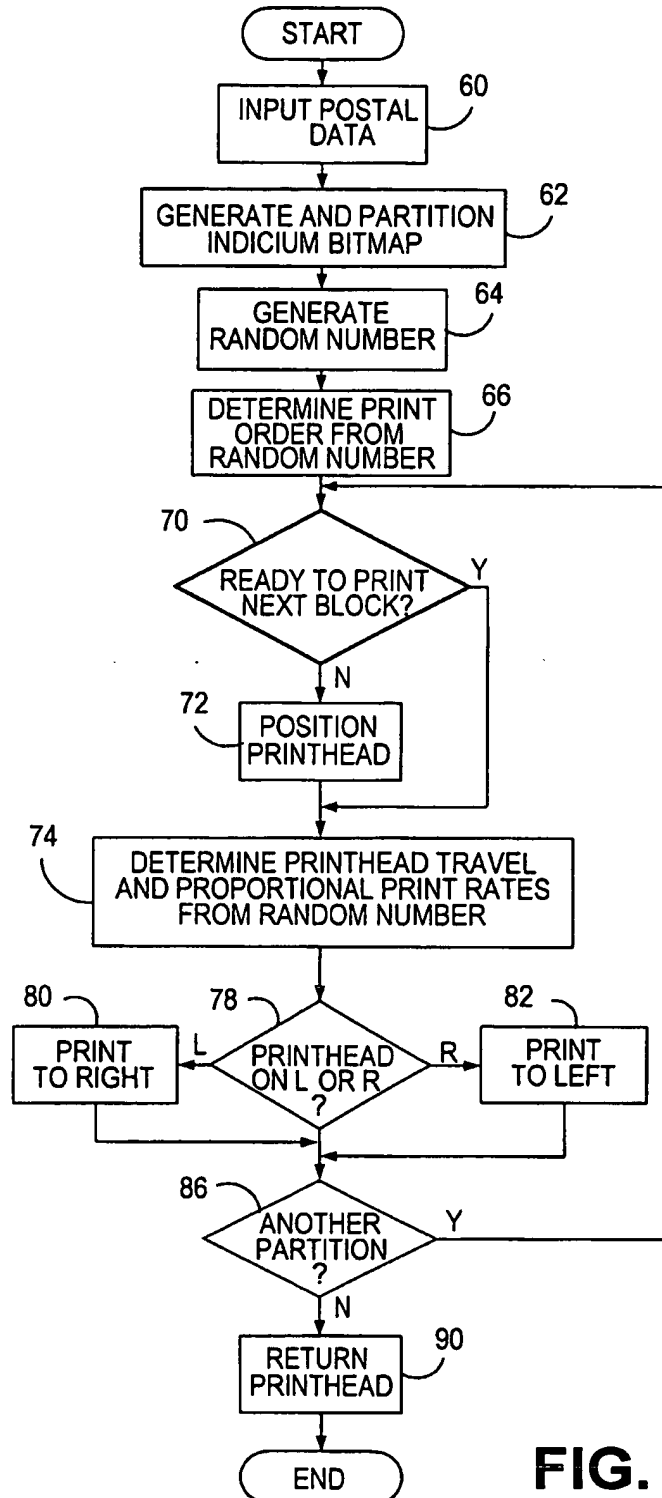 START
60
INPUT POSTAL
DATA
62
GENERATE AND PARTITION
INDICIUM BITMAP
64
GENERATE
RANDOM NUMBER
66
DETERMINE PRINT
ORDER FROM
RANDOM NUMBER
70
READY TO PRINT
NEXT BLOCK?
Y
N
72
POSITION
PRINTHEAD
74
DETERMINE PRINTHEAD TRAVEL
AND PROPORTIONAL PRINT RATES
FROM RANDOM NUMBER
80
78
82
PRINT
TO RIGHT
L
PRINTHEAD
ON L OR R
?
R
PRINT
TO LEFT
86
ANOTHER
PARTITION
?
Y
N
90
RETURN
PRINTHEAD
END
FIG.